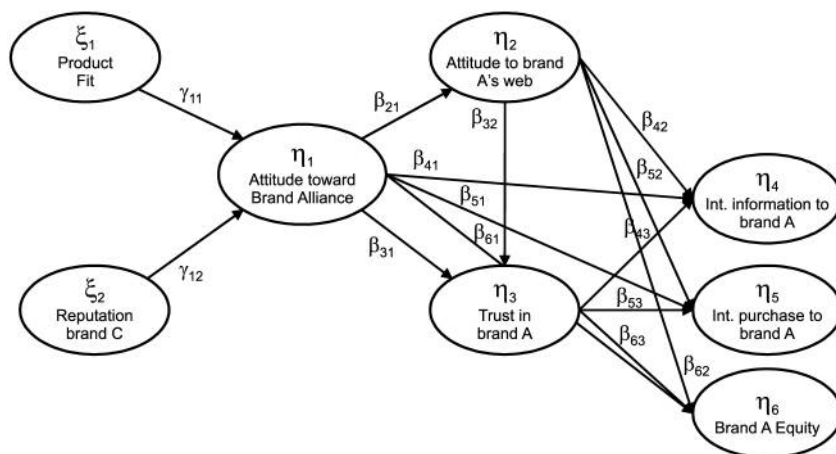 ξ1
Product
Fit
γ11
ξ2
Reputation
brand C
γ12
η1
Attitude toward
Brand Alliance
β21
β31
β41
β51
β61
η2
Attitude to brand
A's web
β32
β42
β52
β62
η3
Trust in
brand A
β43
β53
β63
η4
Int. information to
brand A
η5
Int. purchase to
brand A
η6
Brand A Equity